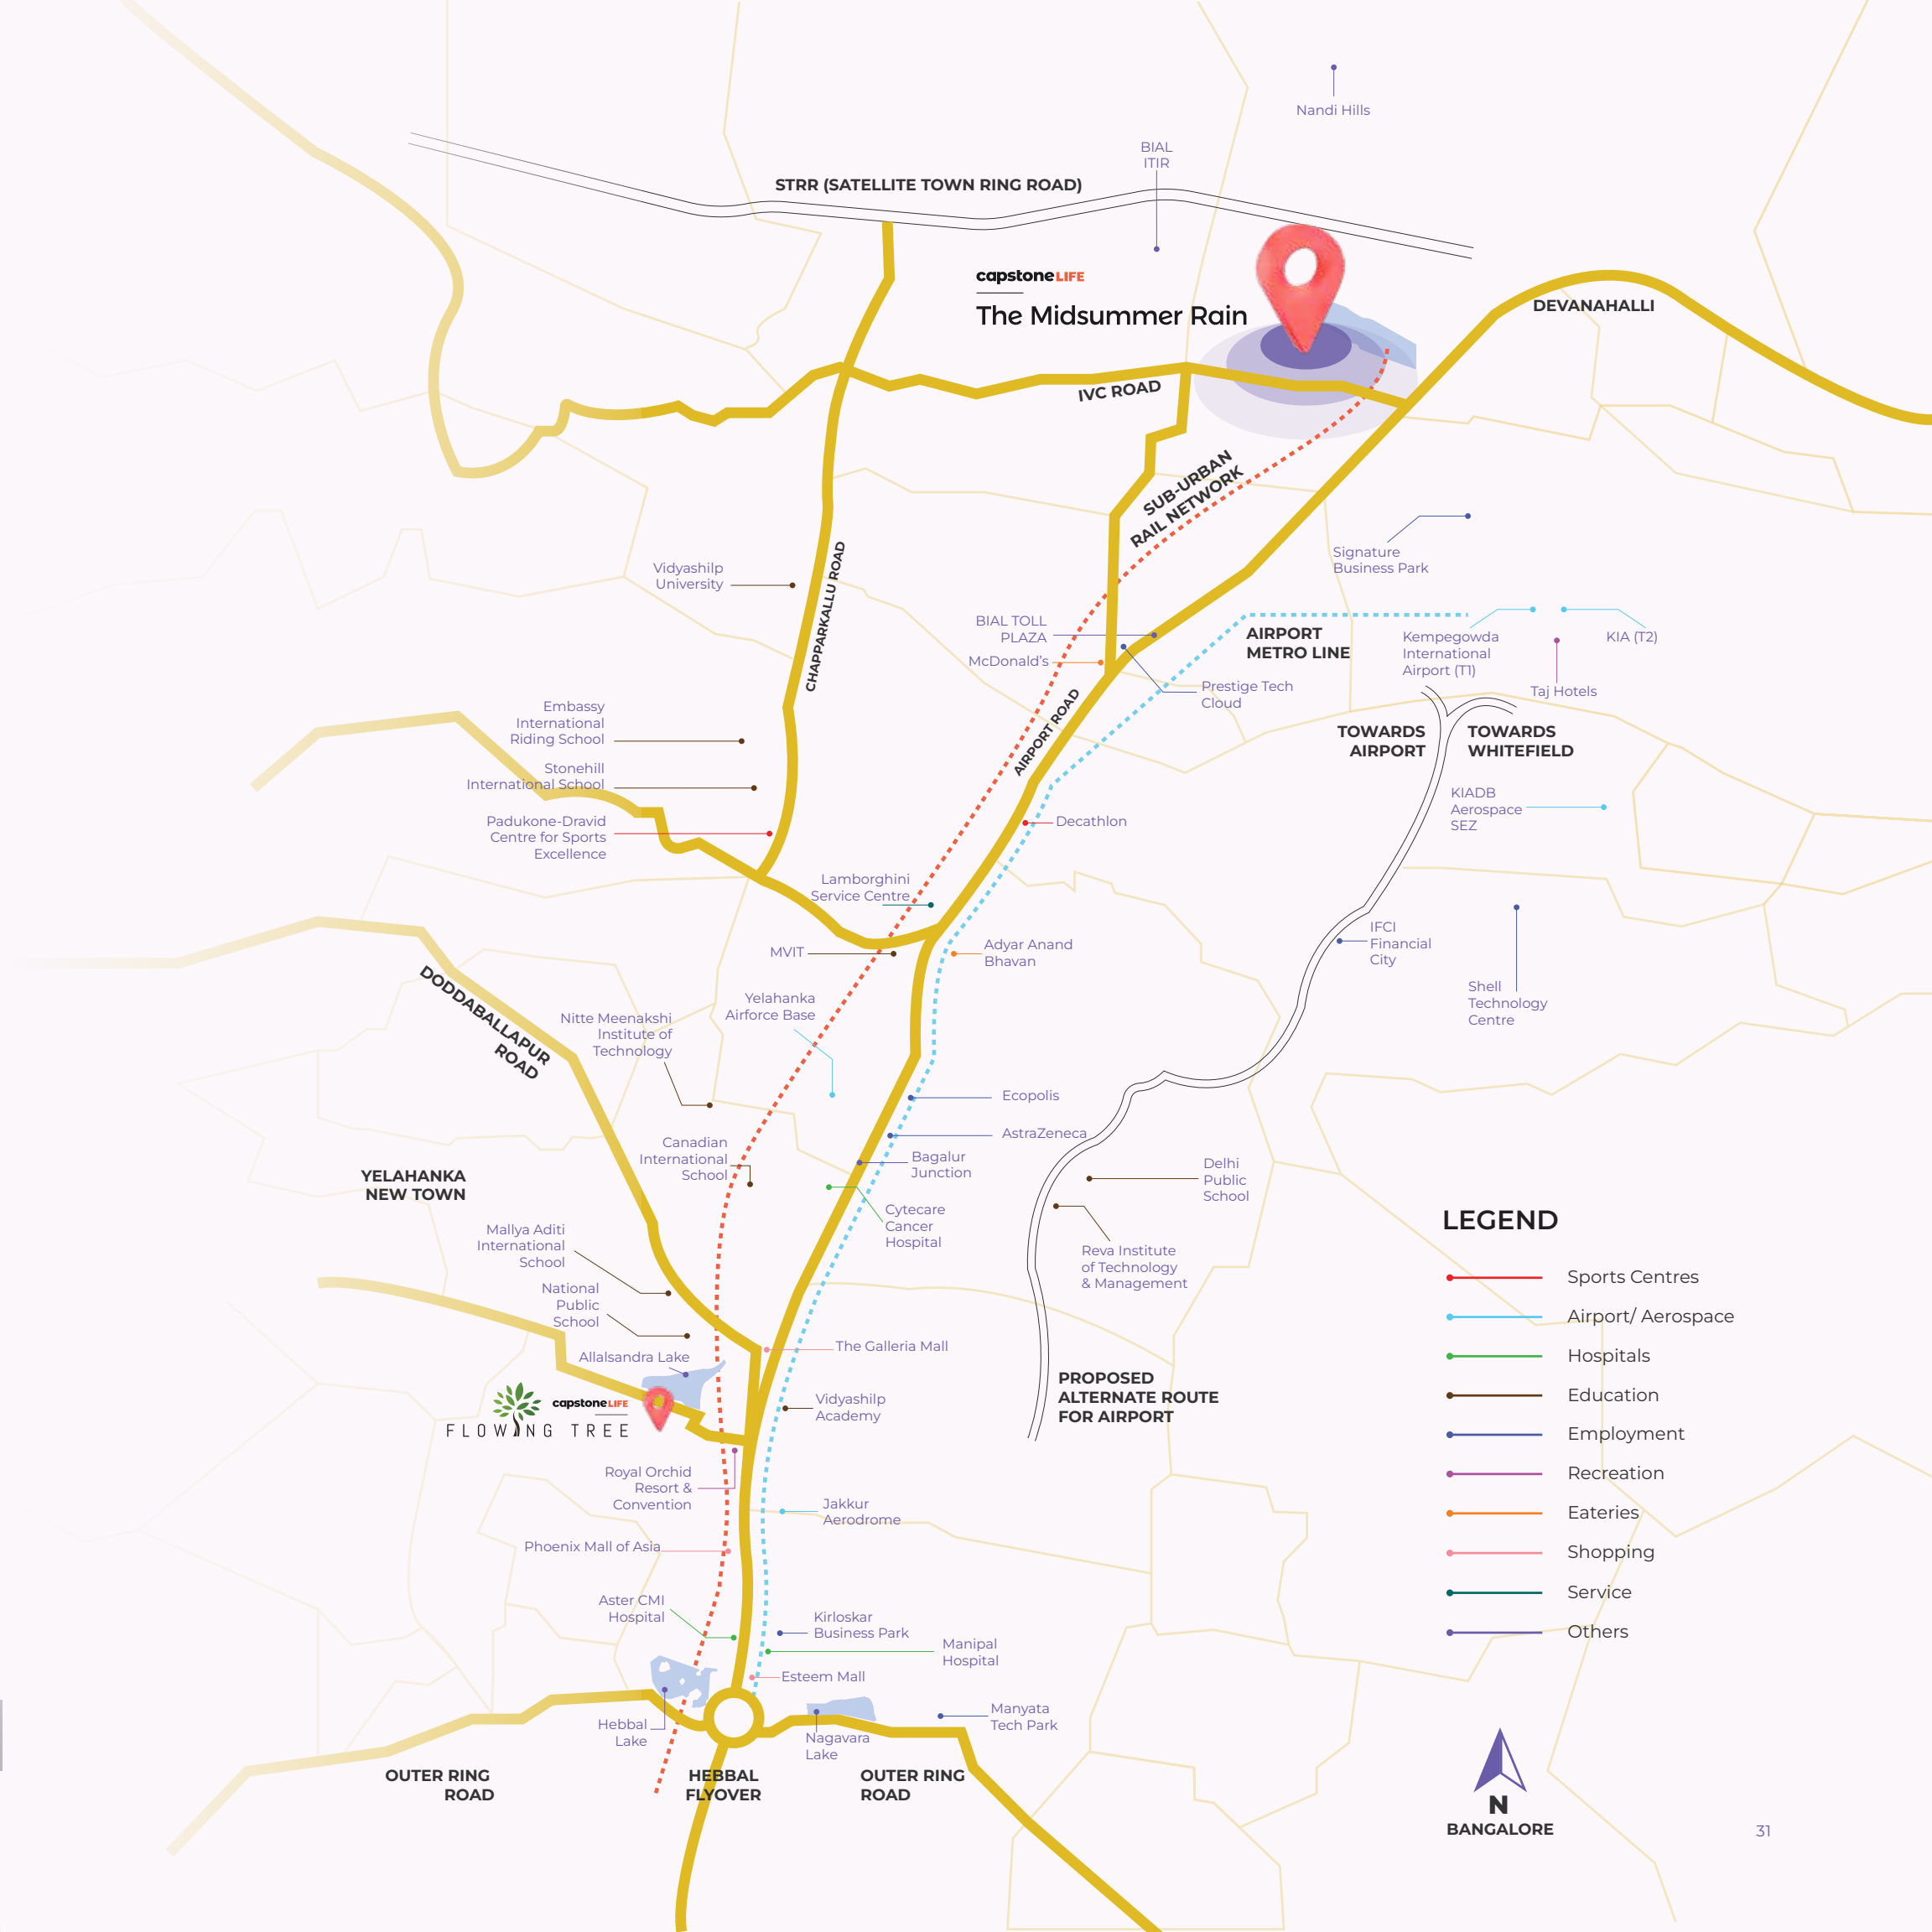 Nandi Hills
BIAL
ITIR
STRR (SATELLITE TOWN RING ROAD)
capstoneLIFE
The Midsummer Rain
DEVANAHALLI
IVC ROAD
SUB-URBAN
RAIL NETWORK
Signature
Business Park
Vidyashilp
University
CHAPPARKALLU ROAD
BIAL TOLL
PLAZA
McDonald's
AIRPORT
METRO LINE
Kempegowda
International
Airport (T1)
KIA (T2)
Taj Hotels
Prestige Tech
Cloud
AIRPORT ROAD
Embassy
International
Riding School
Stonehill
International School
Padukone-Dravid
Centre for Sports
Excellence
TOWARDS
AIRPORT
TOWARDS
WHITEFIELD
KIADB
Aerospace
SEZ
Decathlon
Lamborghini
Service Centre
MVIT
Adyar Anand
Bhavan
IFCI
Financial
City
Shell
Technology
Centre
DODDABALLAPUR
ROAD
Yelahanka
Airforce Base
Nitte Meenakshi
Institute of
Technology
Ecopolis
AstraZeneca
Bagalur
Junction
Canadian
International
School
Cytecare
Cancer
Hospital
Delhi
Public
School
Reva Institute
of Technology
& Management
YELAHANKA
NEW TOWN
Mallya Aditi
International
School
National
Public
School
Allalsandra Lake
The Galleria Mall
capstoneLIFE
FLOWING TREE
Vidyashilp
Academy
PROPOSED
ALTERNATE ROUTE
FOR AIRPORT
Royal Orchid
Resort &
Convention
Jakkur
Aerodrome
Phoenix Mall of Asia
Aster CMI
Hospital
Kirloskar
Business Park
Manipal
Hospital
Esteem Mall
Hebbal
Lake
Nagavara
Lake
Manyata
Tech Park
OUTER RING
ROAD
HEBBAL
FLYOVER
OUTER RING
ROAD
LEGEND
Sports Centres
Airport/ Aerospace
Hospitals
Education
Employment
Recreation
Eateries
Shopping
Service
Others
N
BANGALORE
31